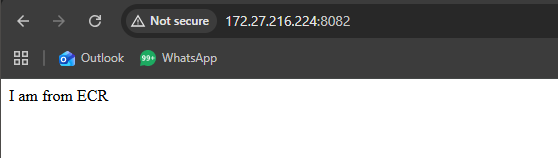 Not secure 172.27.216.224:8082
Outlook 99+ WhatsApp
I am from ECR